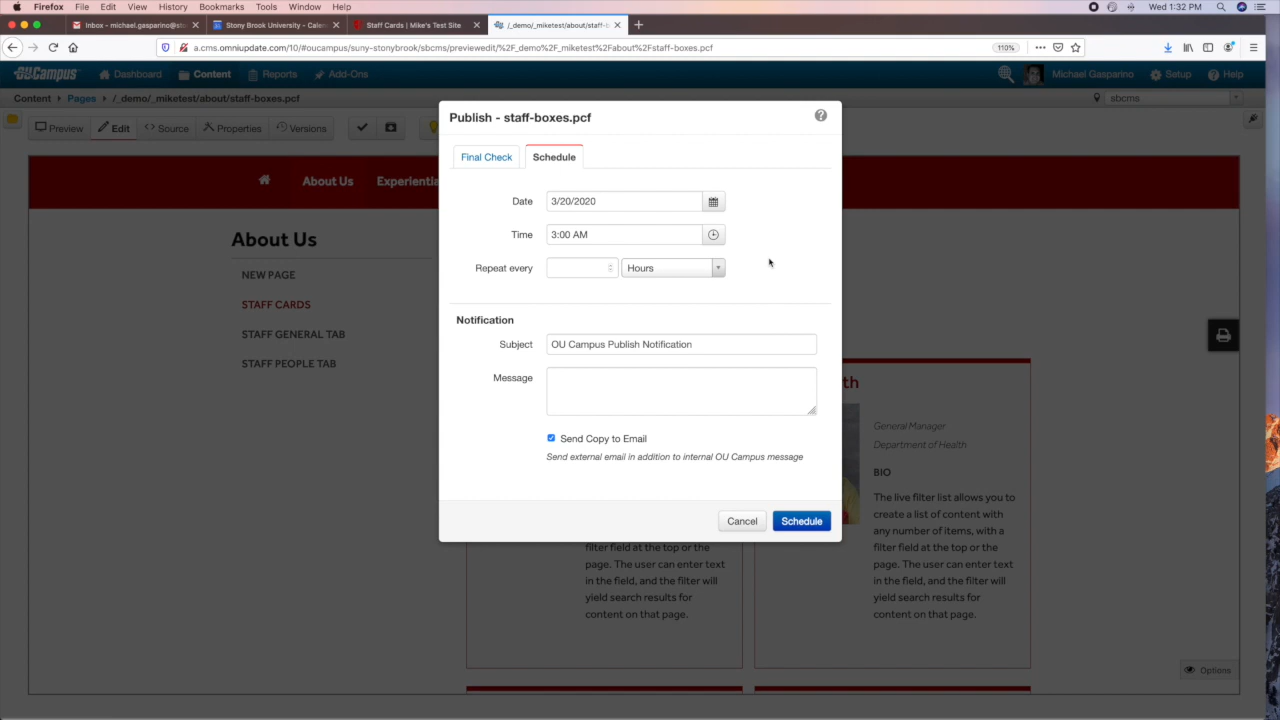 Firefox File Edit View History Bookmarks Tools Window Help Wed 1:32 PM
Inbox - michael.gasparino@st
Stony Brook University - Calen
Staff Cards | Mike's Test Site
/_demo/_miketest/about/staff-b
a.cms.omniupdate.com/10/#oucampus/suny-stonybrook/sbcms/previewedit/%2F_demo%2F_miketest%2Fabout%2Fstaff-boxes.pcf 110%
OU Campus Dashboard Content Reports Add-Ons Michael Gasparino Setup Help
Content Pages /_demo/_miketest/about/staff-boxes.pcf sbcms
Preview Edit Source Properties Versions
About Us Experientia
About Us
NEW PAGE
STAFF CARDS
STAFF GENERAL TAB
STAFF PEOPLE TAB
Publish - staff-boxes.pcf
Final Check Schedule
Date 3/20/2020
Time 3:00 AM
Repeat every Hours
Notification
Subject OU Campus Publish Notification
Message
Send Copy to Email
Send external email in addition to internal OU Campus message
Cancel Schedule
filter field at the top or the
page. The user can enter text
in the field, and the filter will
yield search results for
content on that page.
th
General Manager
Department of Health
BIO
The live filter list allows you to
create a list of content with
any number of items, with a
filter field at the top or the
page. The user can enter text
in the field, and the filter will
yield search results for
content on that page.
Options